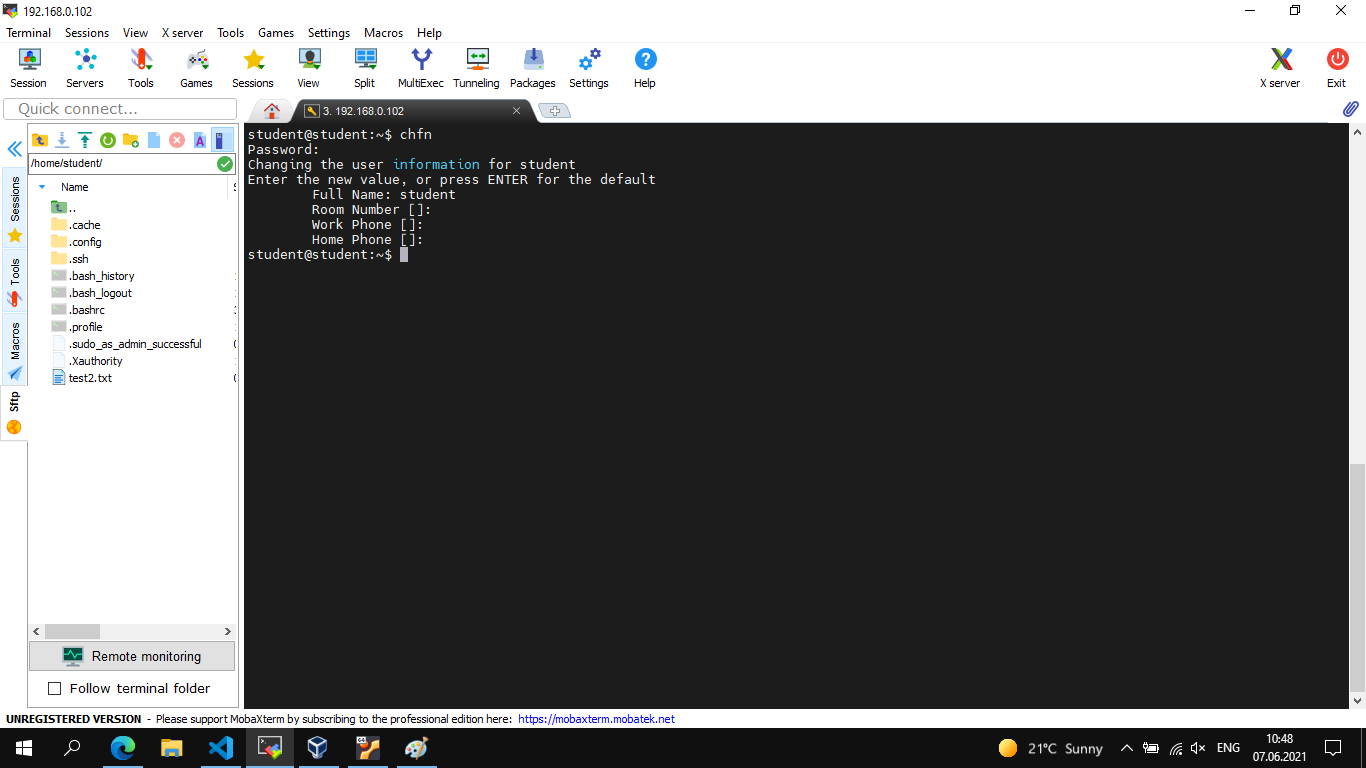 192.168.0.102
Terminal Sessions View X server Tools Games Settings Macros Help
Session Servers Tools Games Sessions View Split MultiExec Tunneling Packages Settings Help X server Exit
Quick connect...
3. 192.168.0.102
/home/student/
Name
..
.cache
.config
.ssh
.bash_history
.bash_logout
.bashrc
.profile
.sudo_as_admin_successful
.Xauthority
test2.txt
Sessions
Tools
Macros
Sftp
Remote monitoring
Follow terminal folder
student@student:~$ chfn
Password:
Changing the user information for student
Enter the new value, or press ENTER for the default
Full Name: student
Room Number []:
Work Phone []:
Home Phone []:
student@student:~$
UNREGISTERED VERSION - Please support MobaXterm by subscribing to the professional edition here: https://mobaxterm.mobatek.net
21°C Sunny
ENG
10:48
07.06.2021